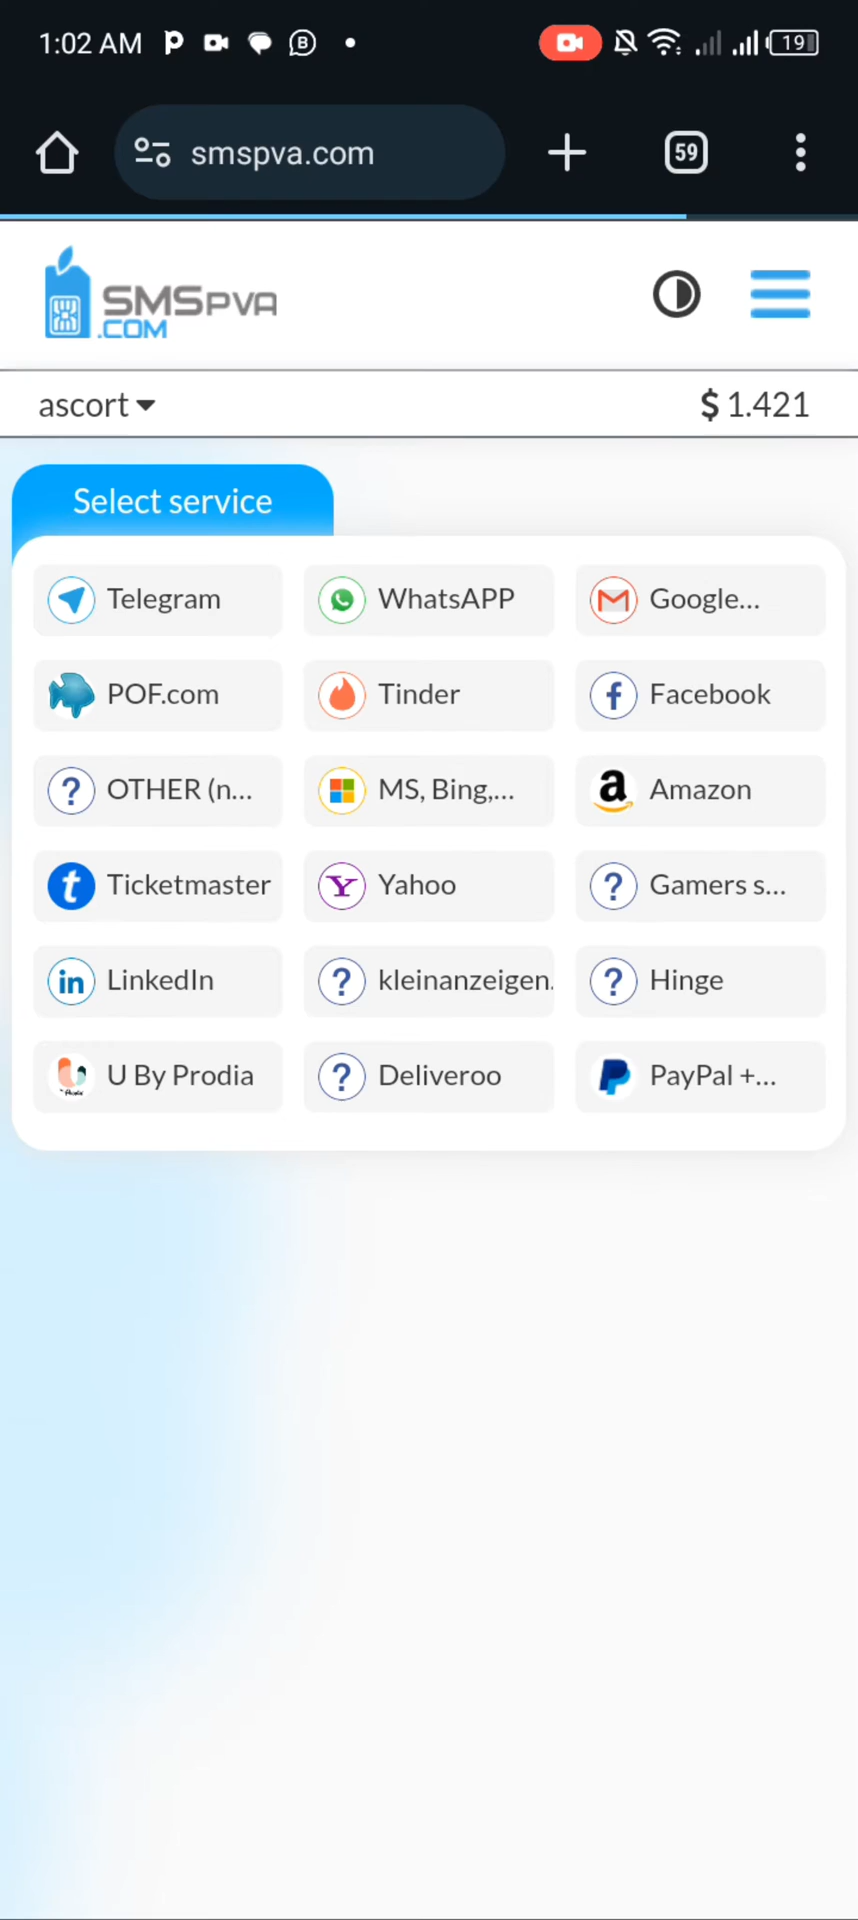 1:02 AM
19
smspva.com
59
SMSPVA
.COM
ascort
$ 1.421
Select service
Telegram
WhatsAPP
Google...
POF.com
Tinder
Facebook
OTHER (n...
MS, Bing,...
Amazon
Ticketmaster
Yahoo
Gamers s...
LinkedIn
kleinanzeigen.
Hinge
U By Prodia
Deliveroo
PayPal +...